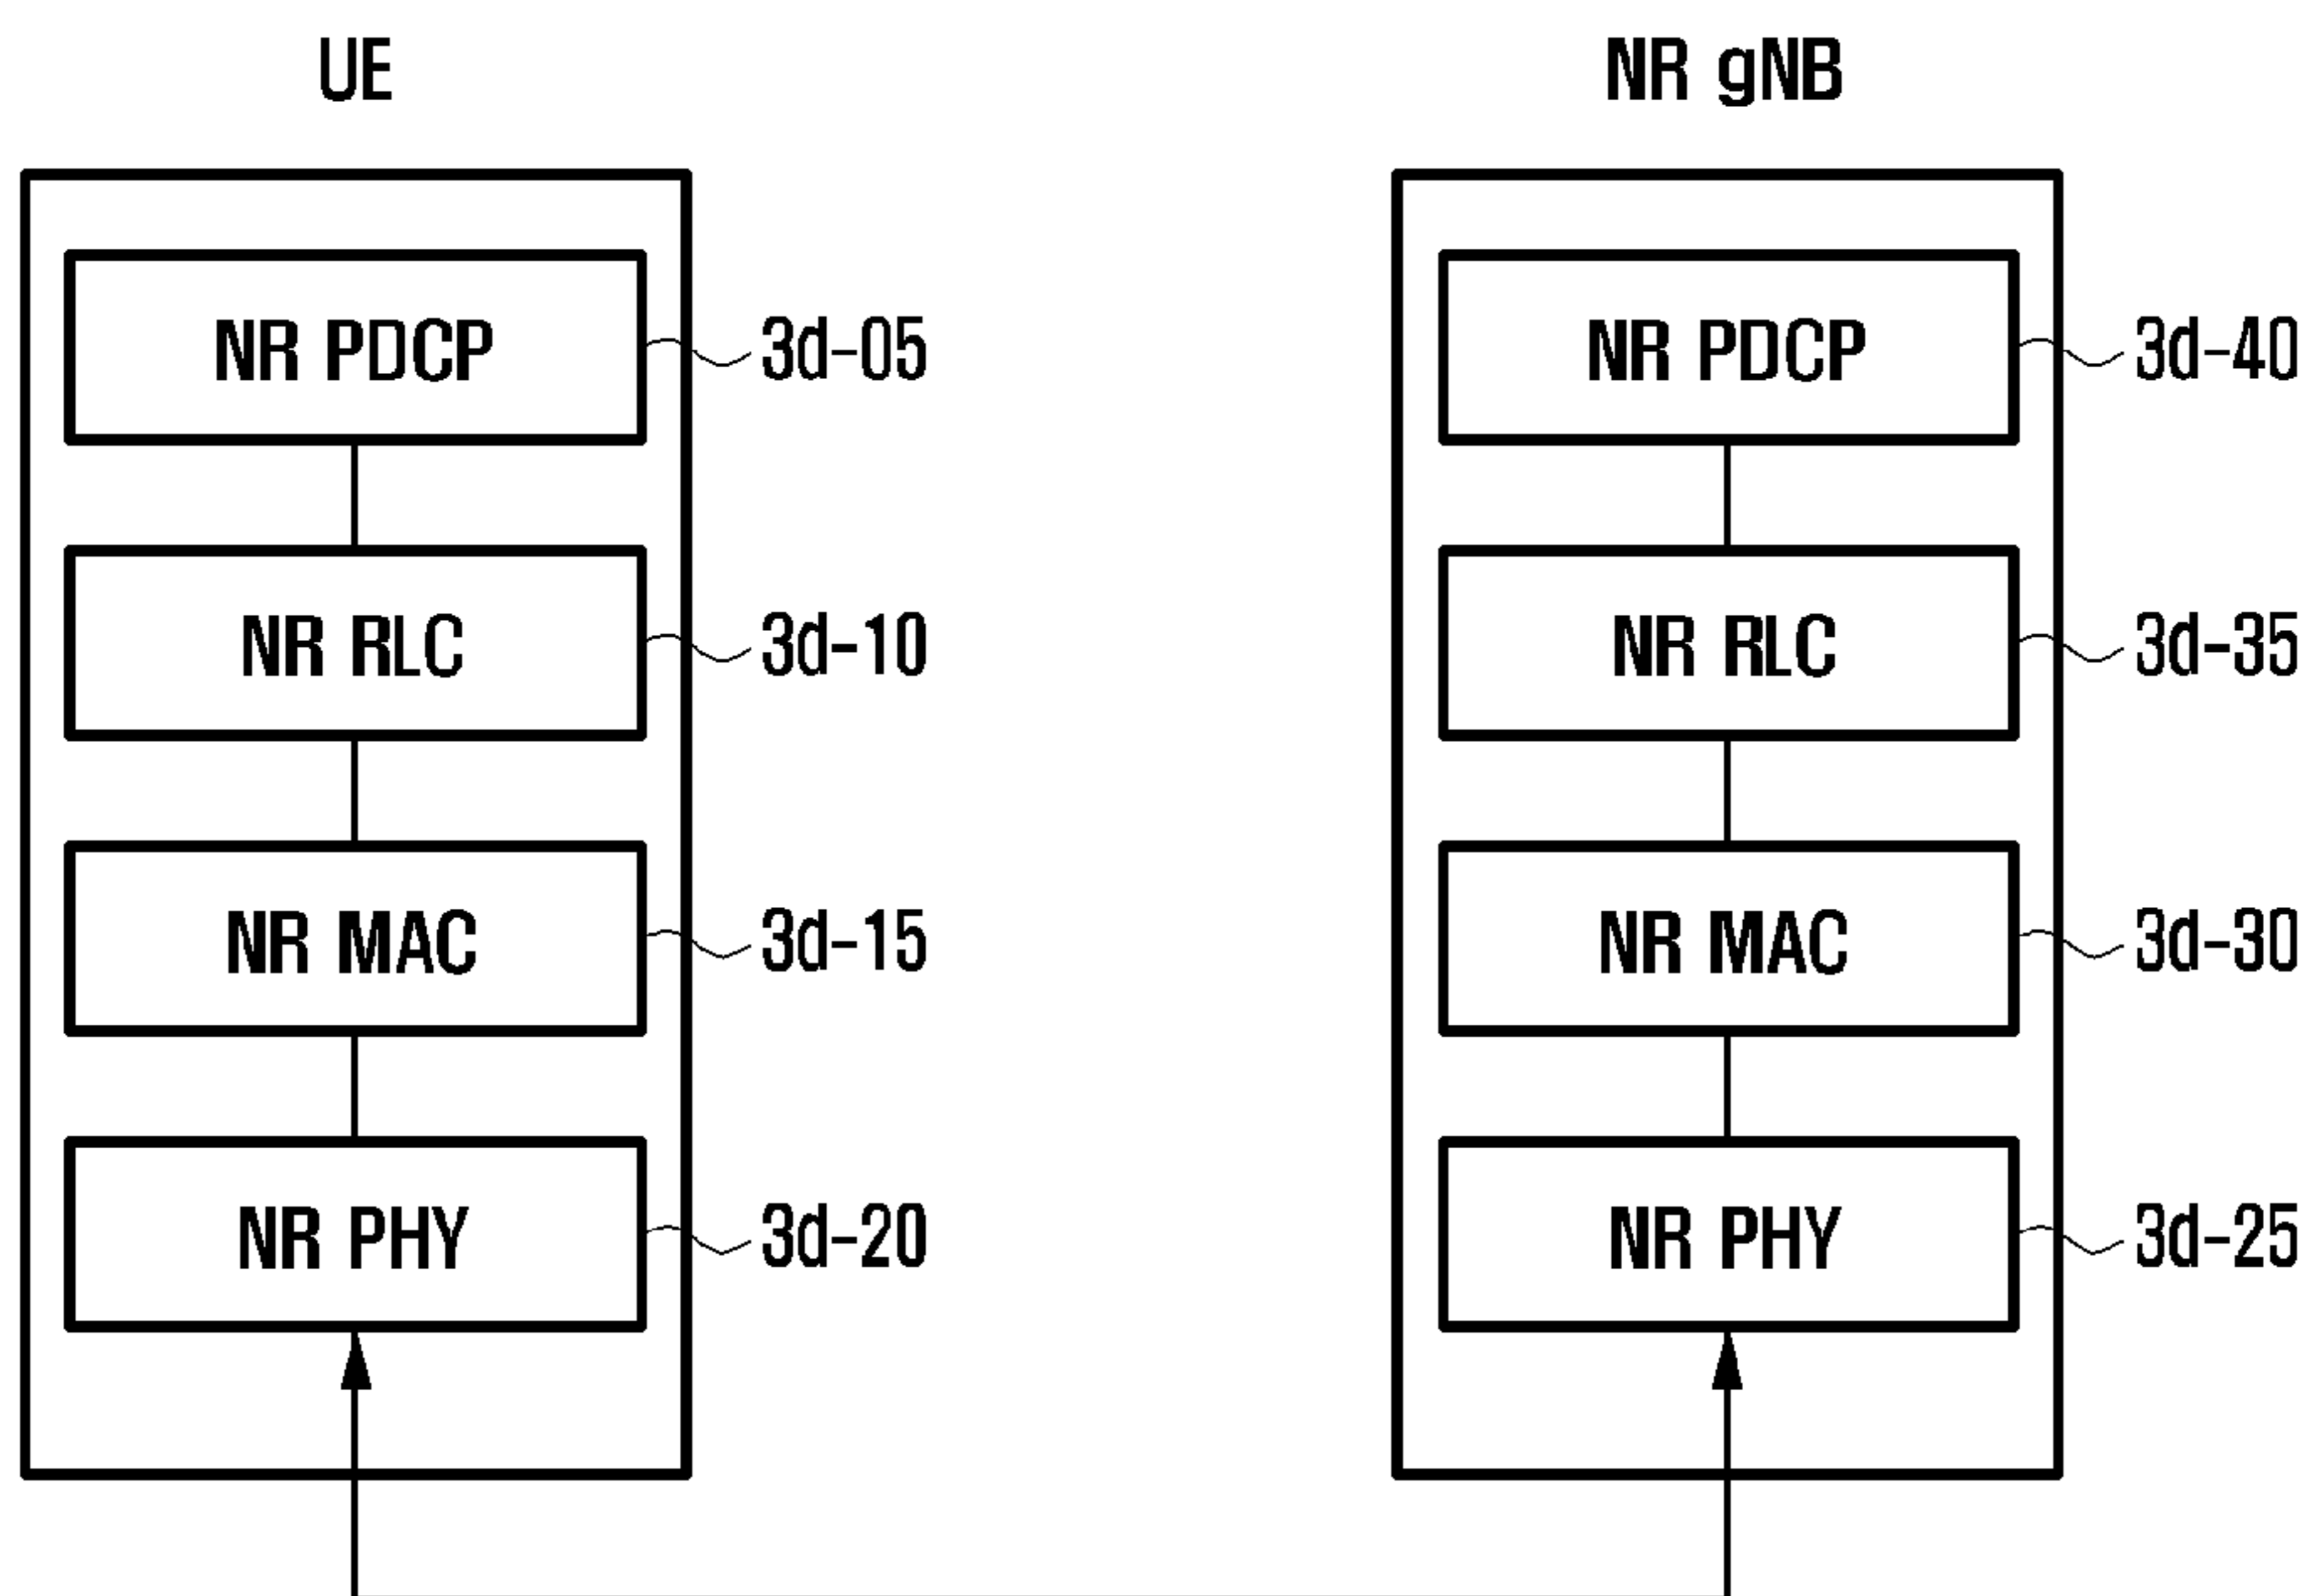 UE
NR gNB
NR PDCP
3d-05
NR PDCP
3d-40
NR RLC
3d-10
NR RLC
3d-35
NR MAC
3d-15
NR MAC
3d-30
NR PHY
3d-20
NR PHY
3d-25